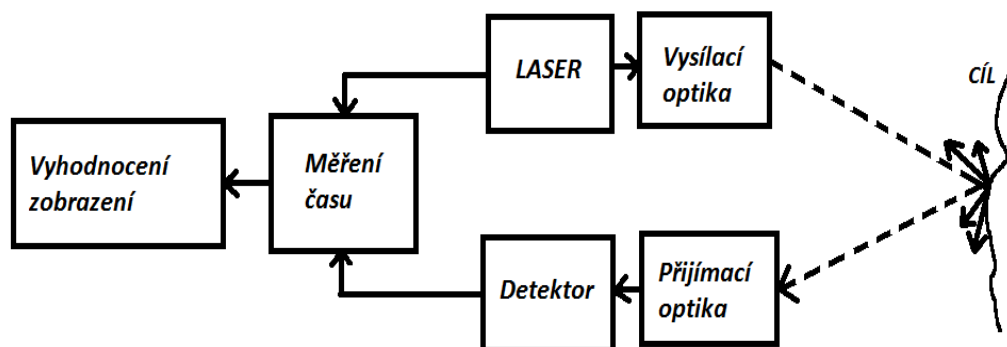 LASER
Vysílací
optika
CÍL
Vyhodnocení
zobrazení
Měření
času
Detektor
Přijímací
optika